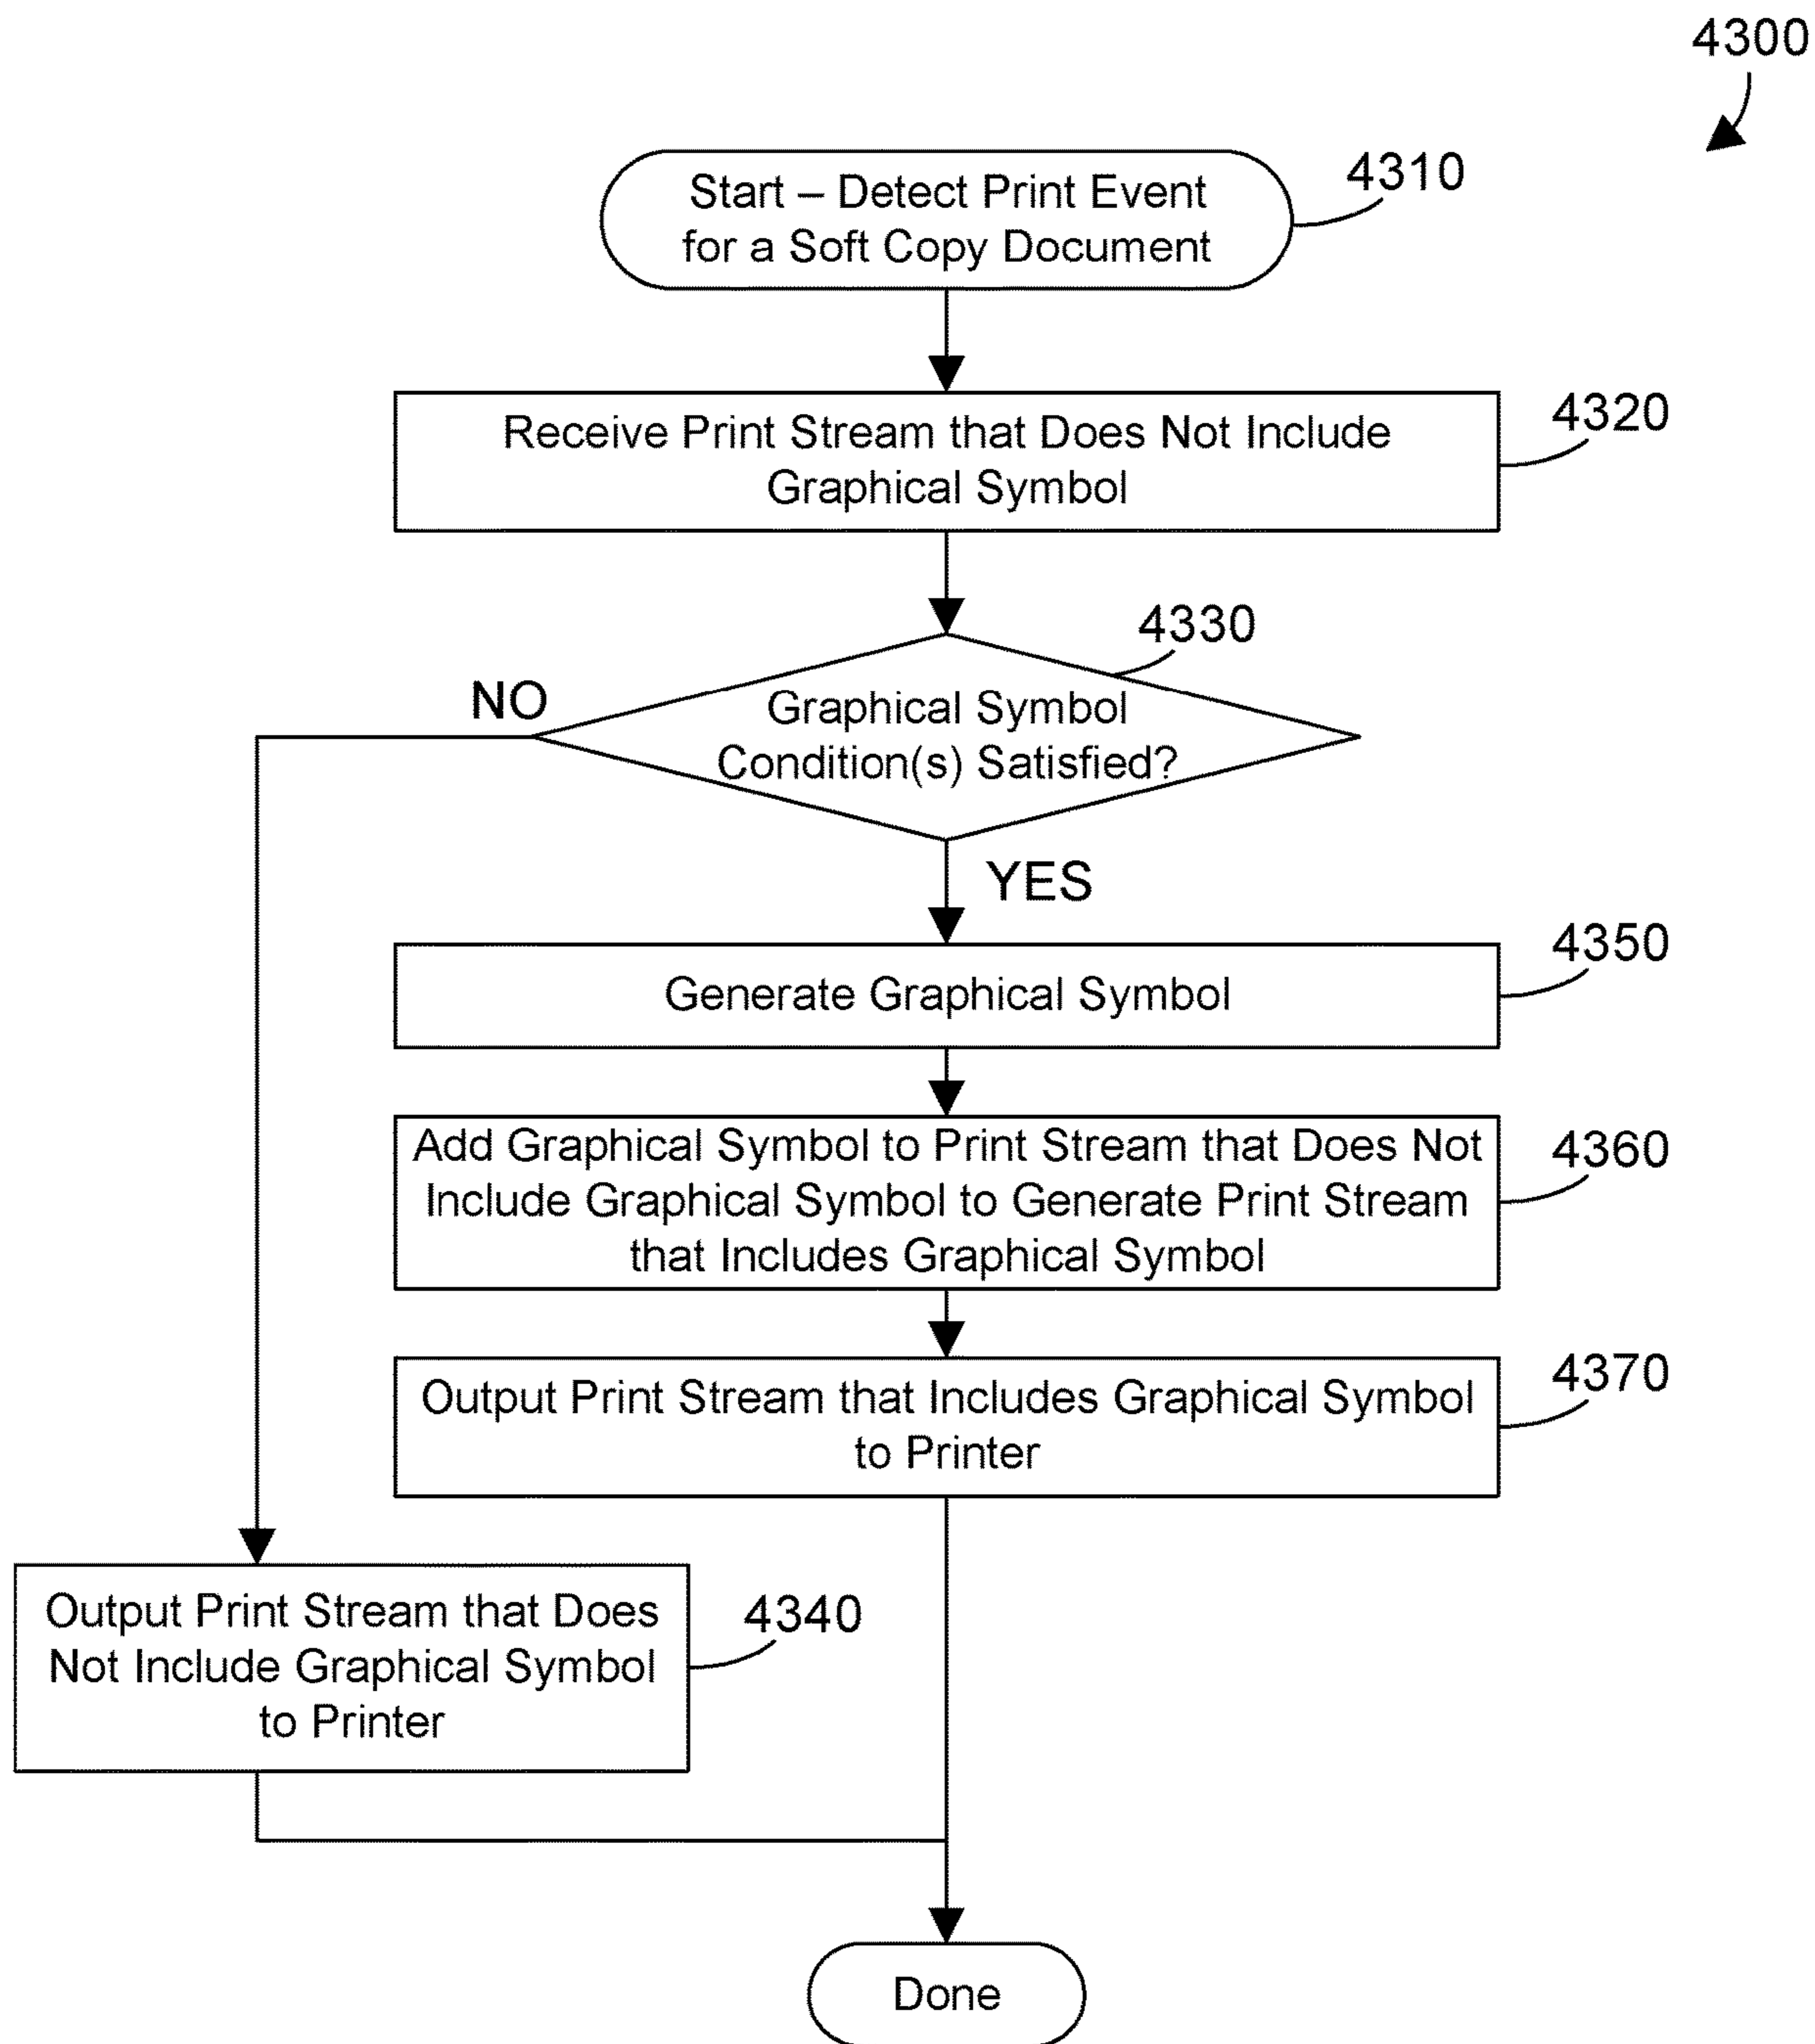 4300
Start – Detect Print Event
for a Soft Copy Document
4310
Receive Print Stream that Does Not Include
Graphical Symbol
4320
4330
NO
Graphical Symbol
Condition(s) Satisfied?
YES
4350
Generate Graphical Symbol
Add Graphical Symbol to Print Stream that Does Not
Include Graphical Symbol to Generate Print Stream
that Includes Graphical Symbol
4360
Output Print Stream that Includes Graphical Symbol
to Printer
4370
Output Print Stream that Does
Not Include Graphical Symbol
to Printer
4340
Done